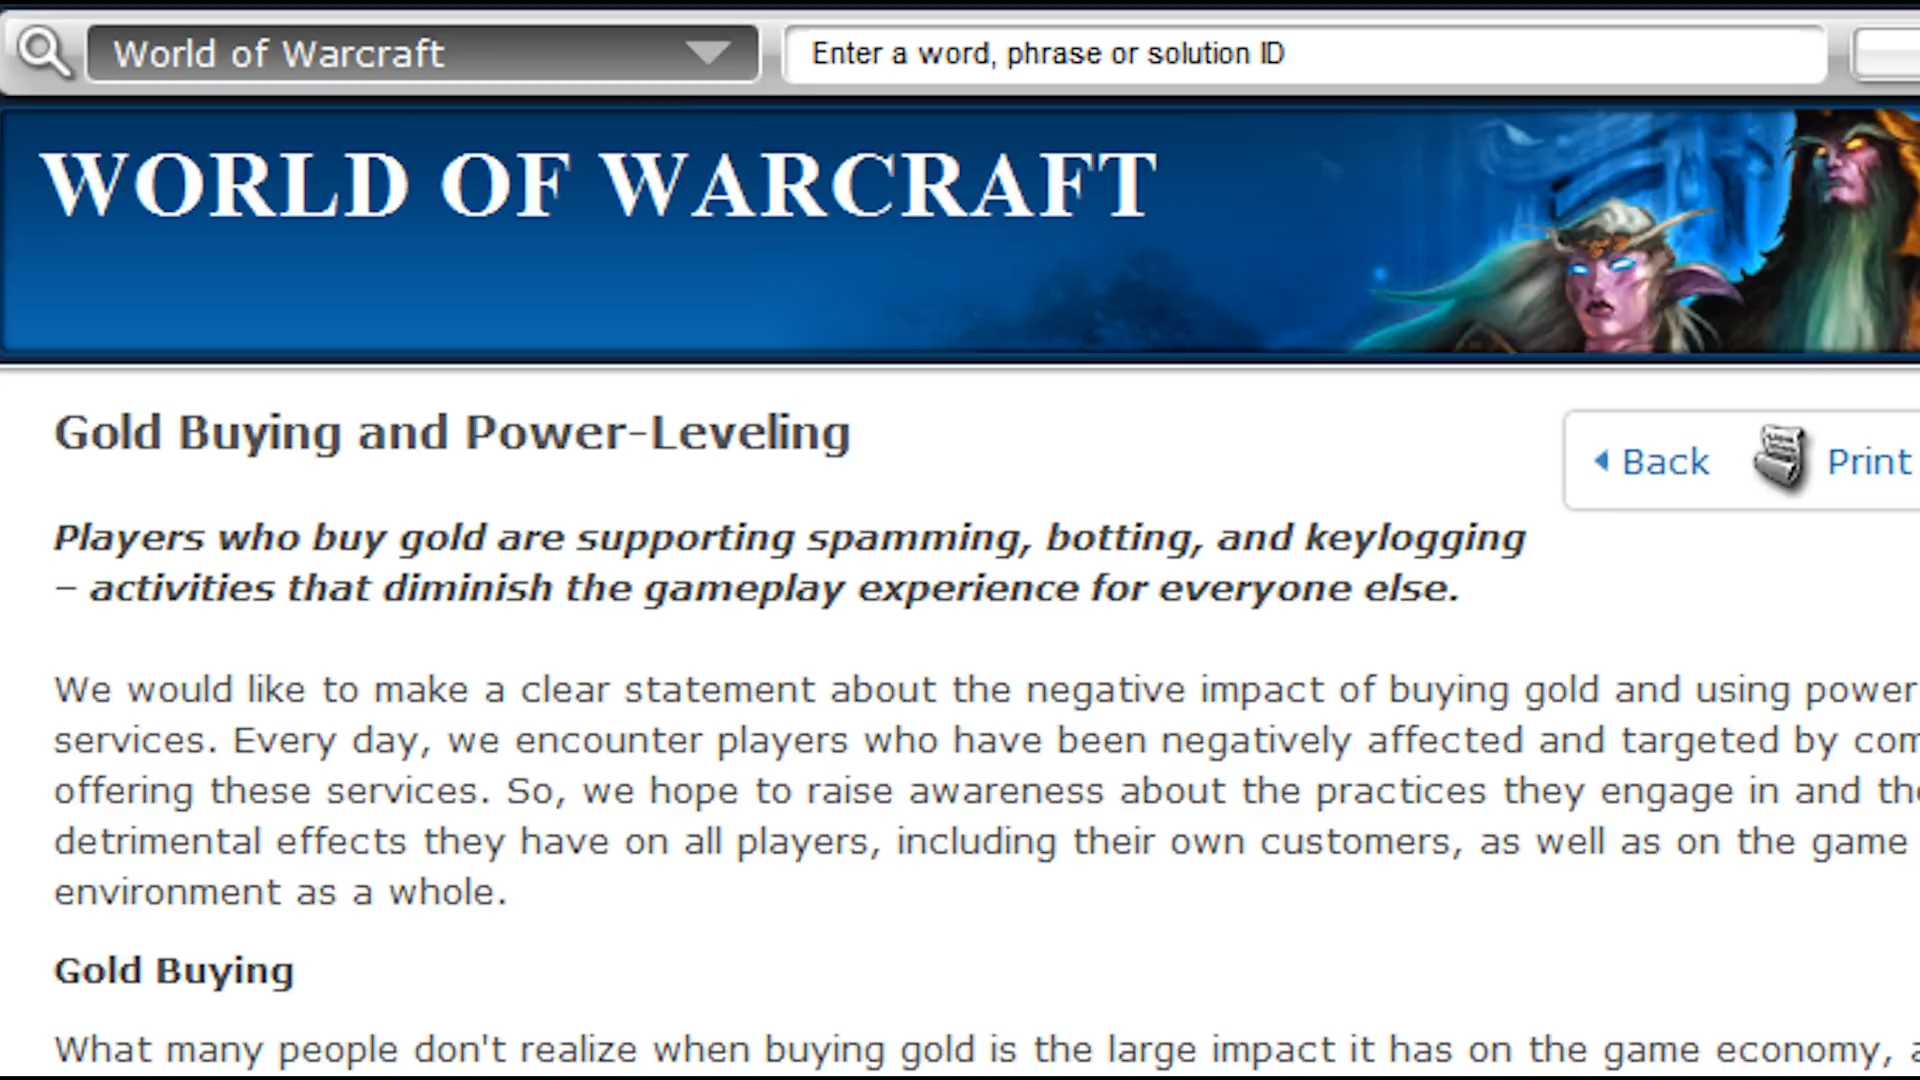 World of Warcraft
Enter a word, phrase or solution ID
WORLD OF WARCRAFT
Gold Buying and Power-Leveling
Back
Print
Players who buy gold are supporting spamming, botting, and keylogging
– activities that diminish the gameplay experience for everyone else.
We would like to make a clear statement about the negative impact of buying gold and using power
services. Every day, we encounter players who have been negatively affected and targeted by
offering these services. So, we hope to raise awareness about the practices they engage in and
detrimental effects they have on all players, including their own customers, as well as on the game
environment as a whole.
Gold Buying
What many people don't realize when buying gold is the large impact it has on the game economy,